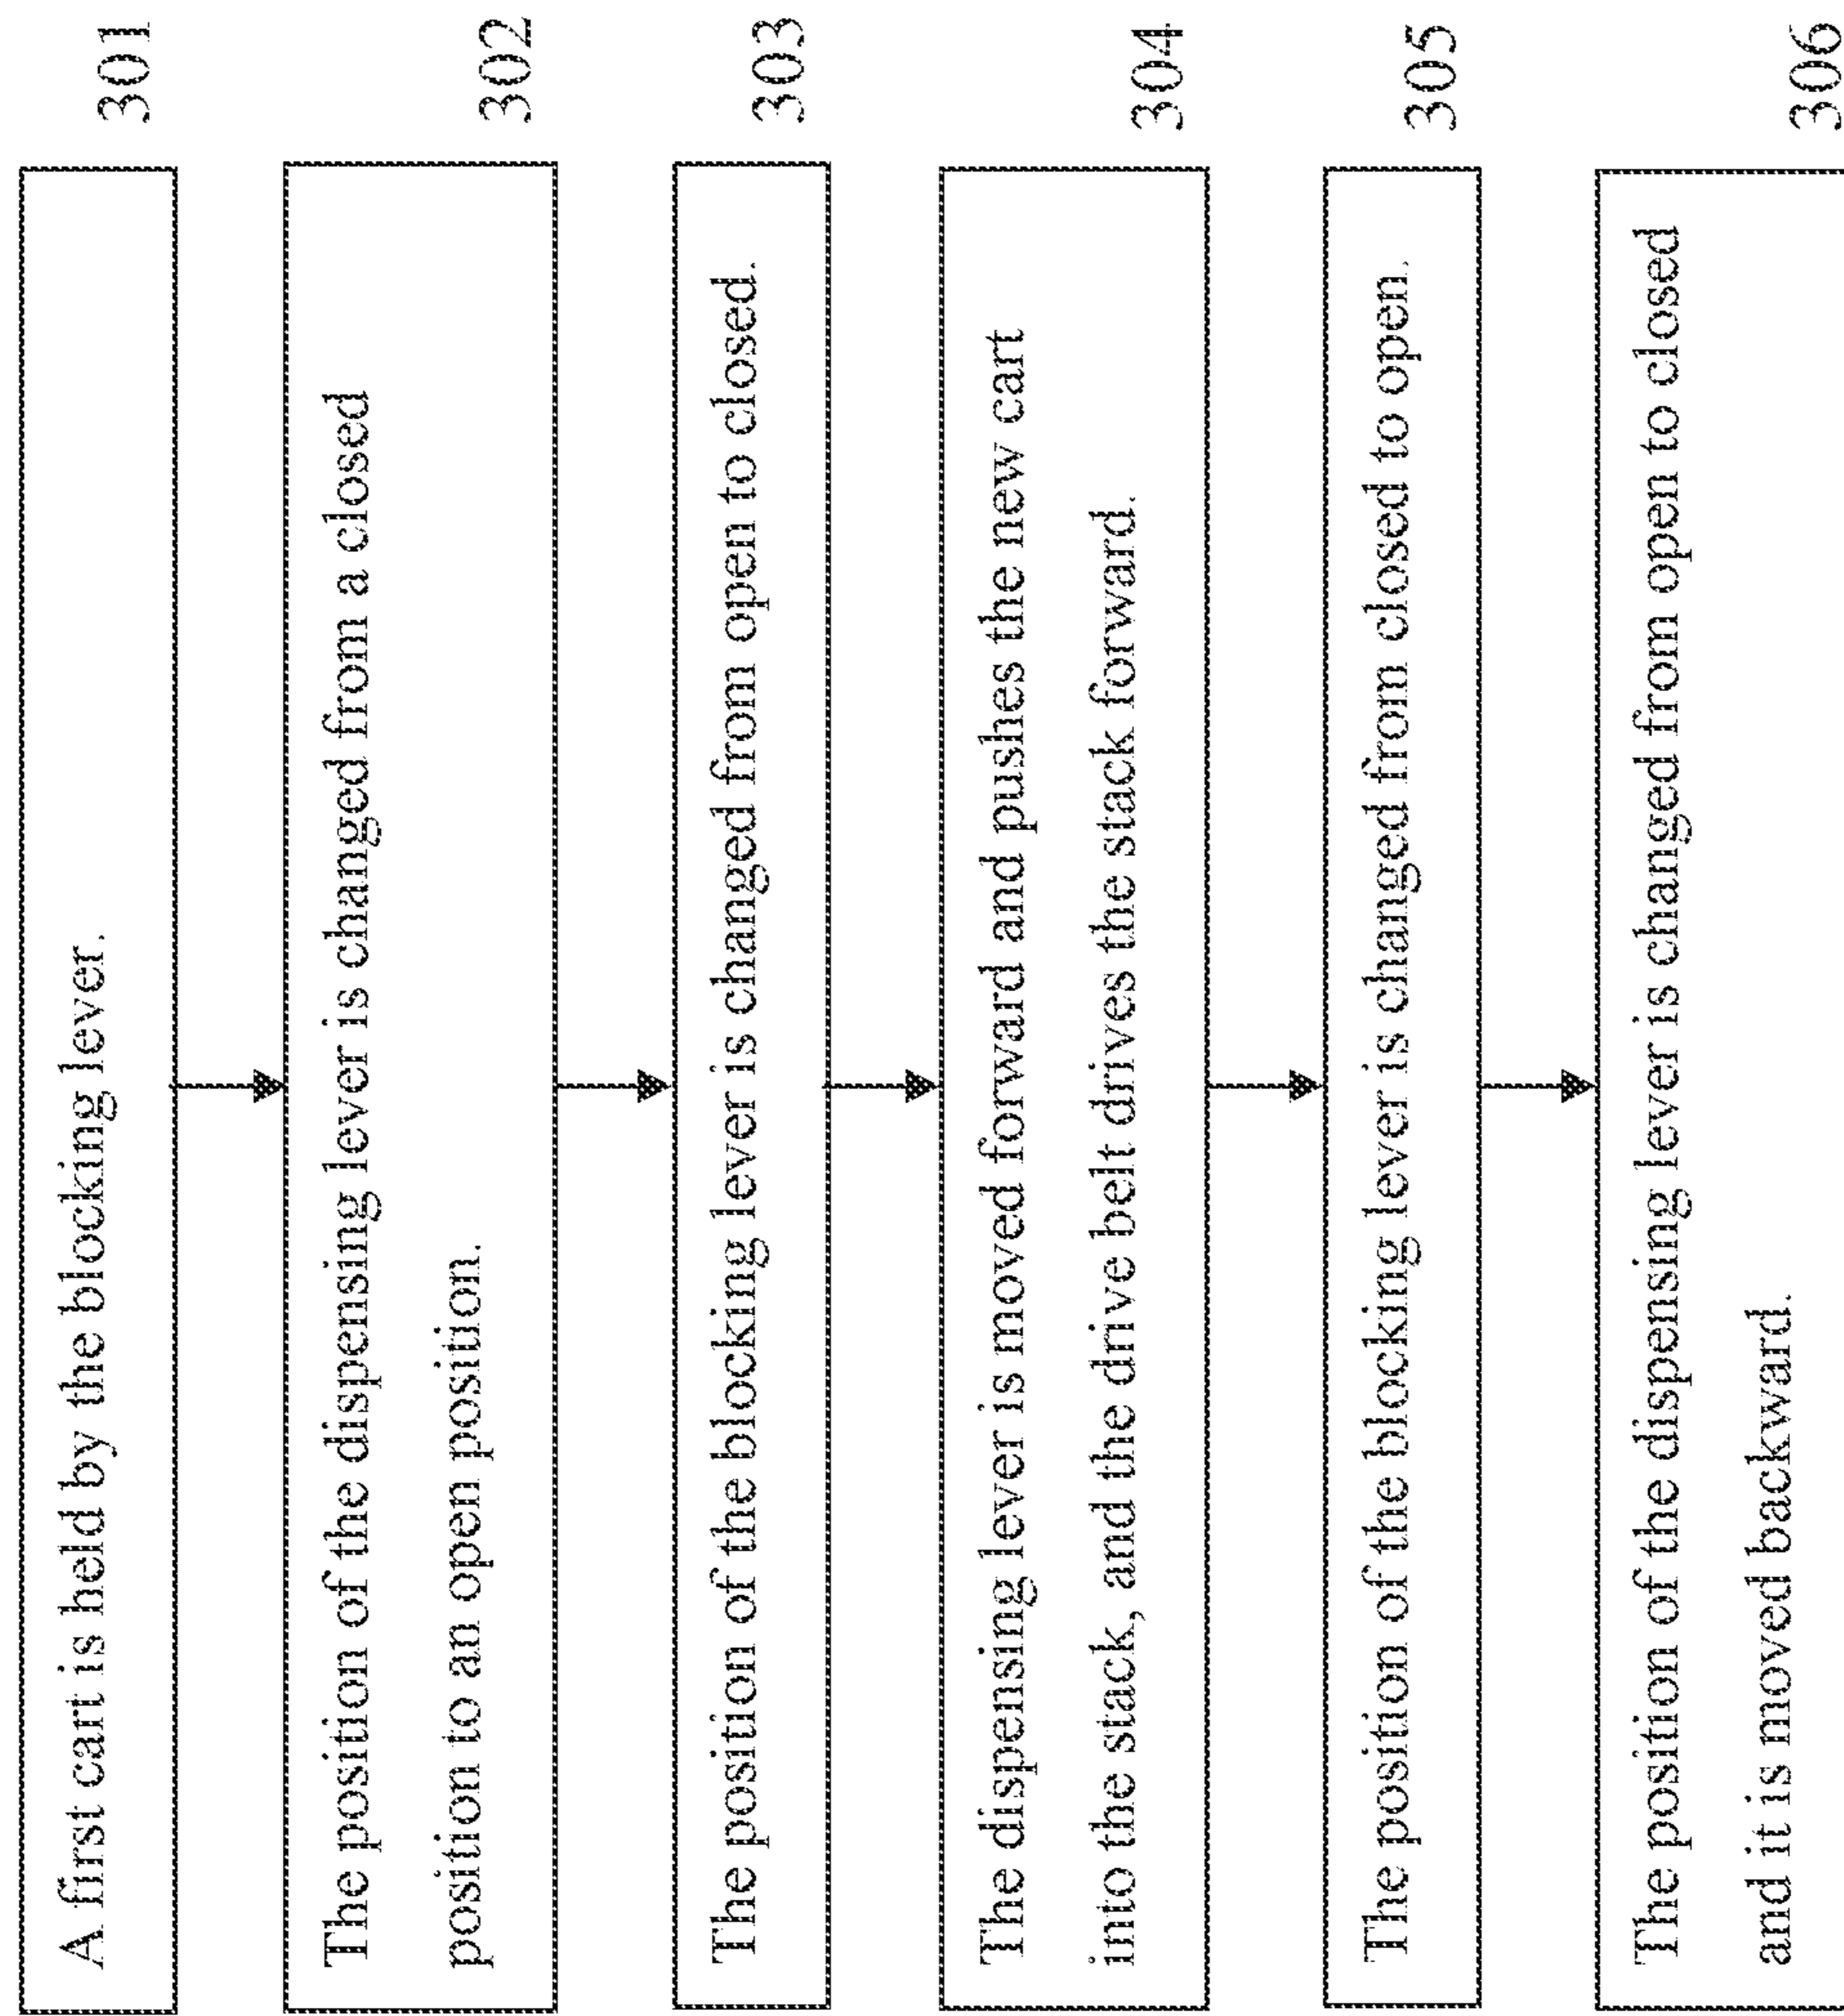 A first cart is held by the blocking lever.
301
The position of the dispensing lever is changed from a closed
position to an open position.
302
The position of the blocking lever is changed from open to closed.
303
The dispensing lever is moved forward and pushes the new cart
into the stack, and the drive belt drives the stack forward.
304
The position of the blocking lever is changed from closed to open.
305
The position of the dispensing lever is changed from open to closed
and it is moved backward.
306